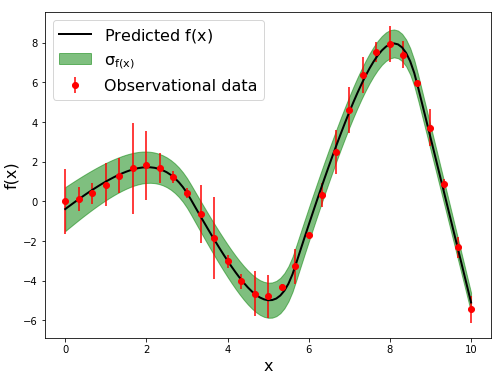 Predicted f(x)
σf(x)
Observational data
f(x)
8
6
4
2
0
−2
−4
−6
0 2 4 6 8 10
x